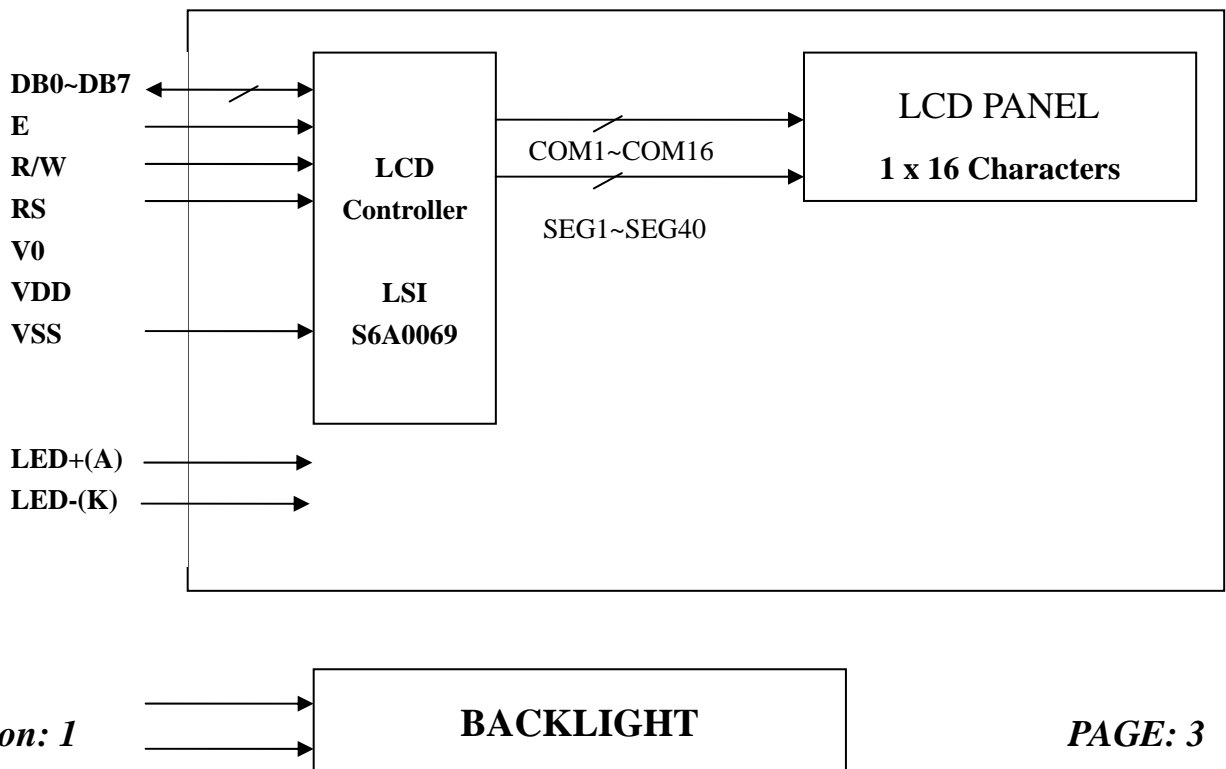 DB0~DB7
E
R/W
RS
V0
VDD
VSS
LED+(A)
LED-(K)
LCD
Controller
LSI
S6A0069
COM1~COM16
SEG1~SEG40
LCD PANEL
1 x 16 Characters
BACKLIGHT
on: 1
PAGE: 3